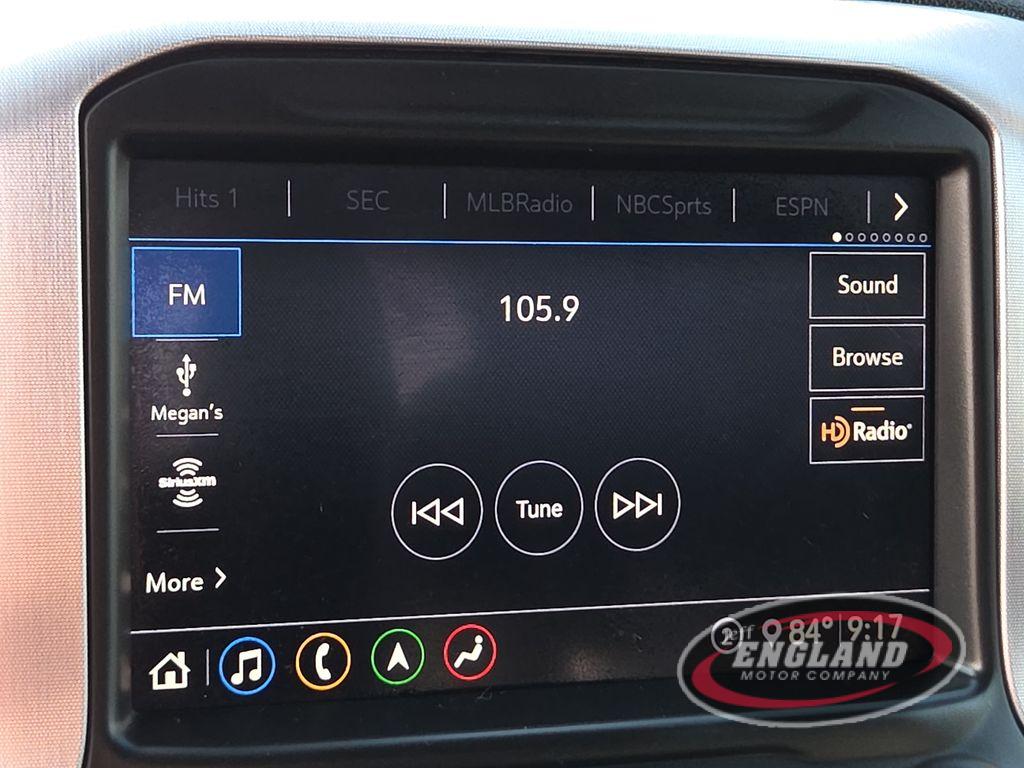 Hits 1 SEC MLBRadio NBCSprts ESPN
FM
105.9
Sound
Megan's
Browse
HD Radio®
SiriusXM
Tune
More
84° 9:17
Jeff
ENGLAND
MOTOR COMPANY